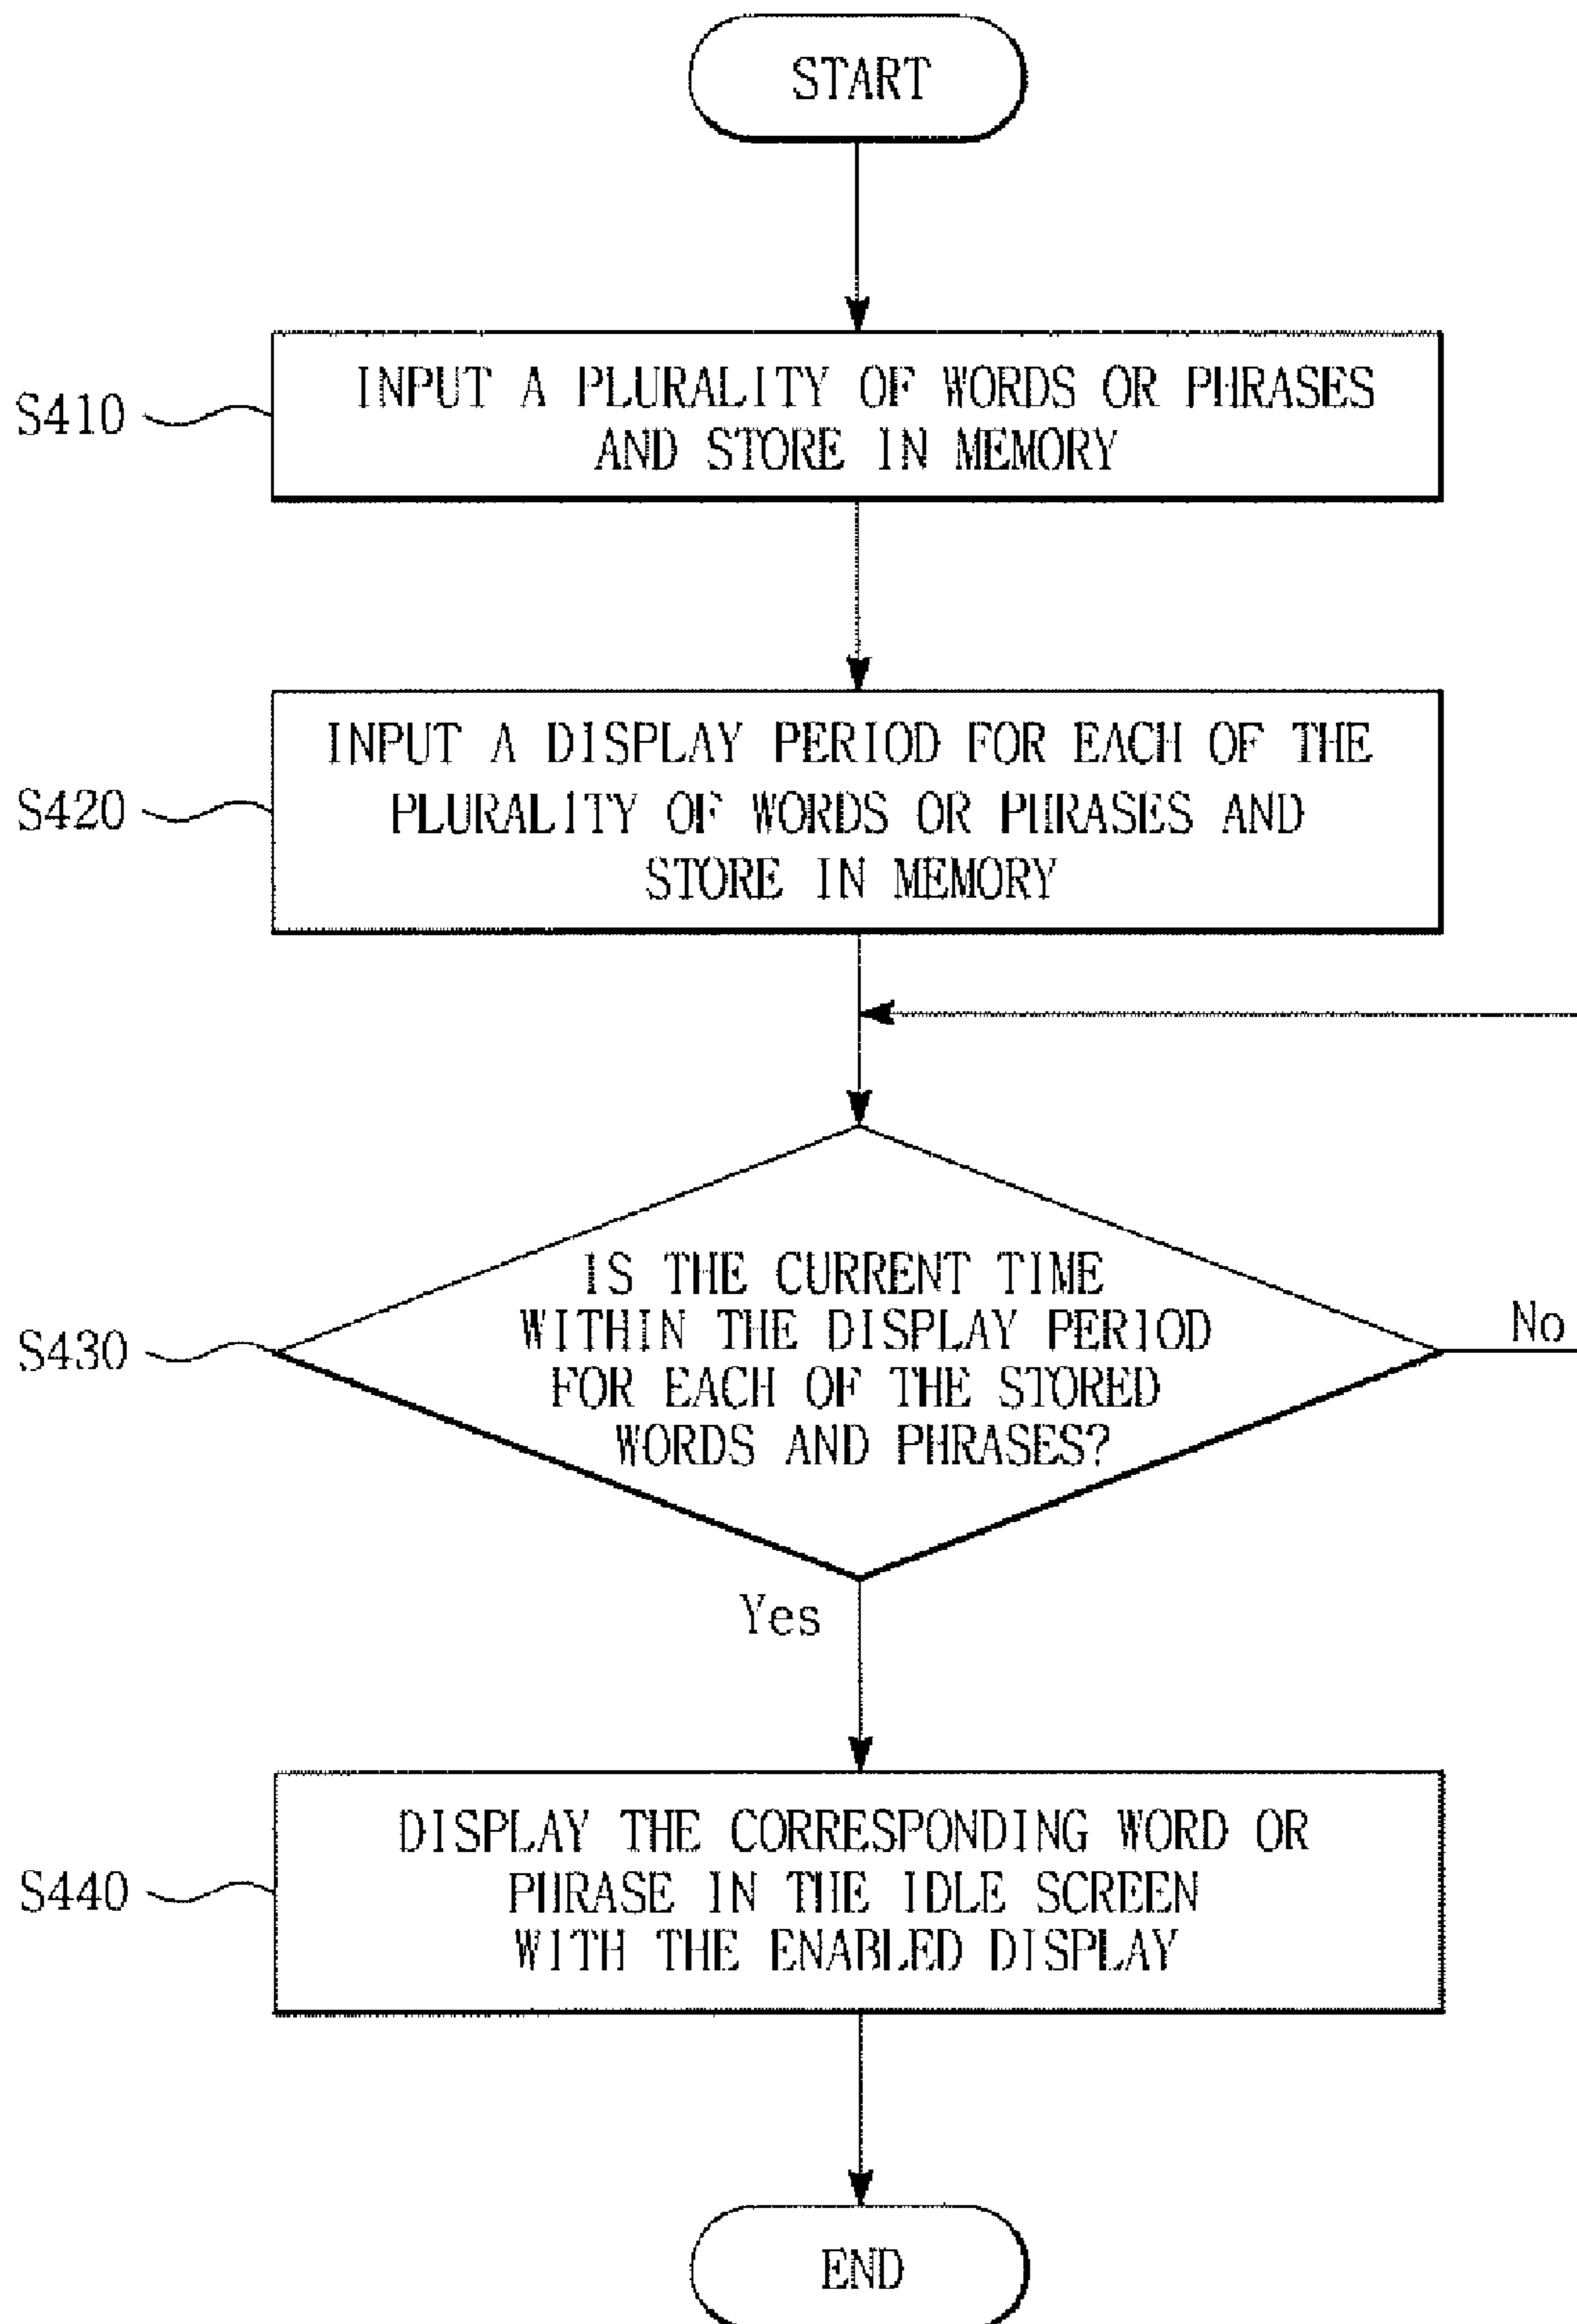 START
S410
INPUT A PLURALITY OF WORDS OR PHRASES
AND STORE IN MEMORY
S420
INPUT A DISPLAY PERIOD FOR EACH OF THE
PLURALITY OF WORDS OR PHRASES AND
STORE IN MEMORY
S430
IS THE CURRENT TIME
WITHIN THE DISPLAY PERIOD
FOR EACH OF THE STORED
WORDS AND PHRASES?
No
Yes
S440
DISPLAY THE CORRESPONDING WORD OR
PHRASE IN THE IDLE SCREEN
WITH THE ENABLED DISPLAY
END